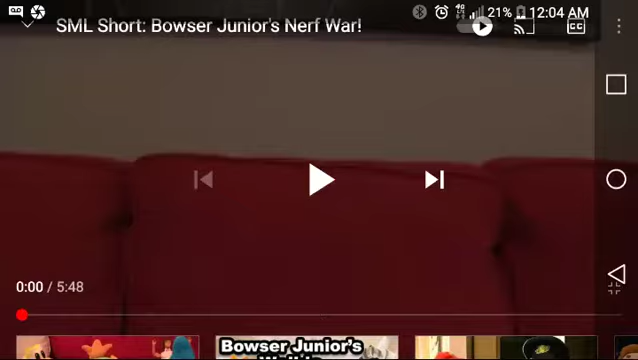 21% 12:04 AM
SML Short: Bowser Junior's Nerf War!
CC
0:00 / 5:48
Bowser Junior's